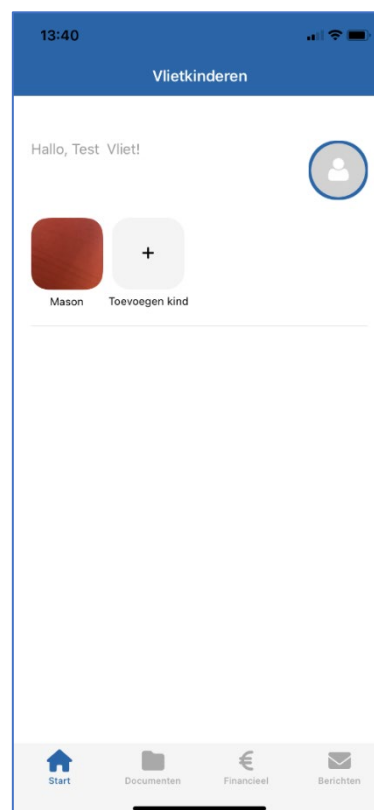 13:40
Vlietkinderen
Hallo, Test Vliet!
+
Mason
Toevoegen kind
€
Start
Documenten
Financieel
Berichten